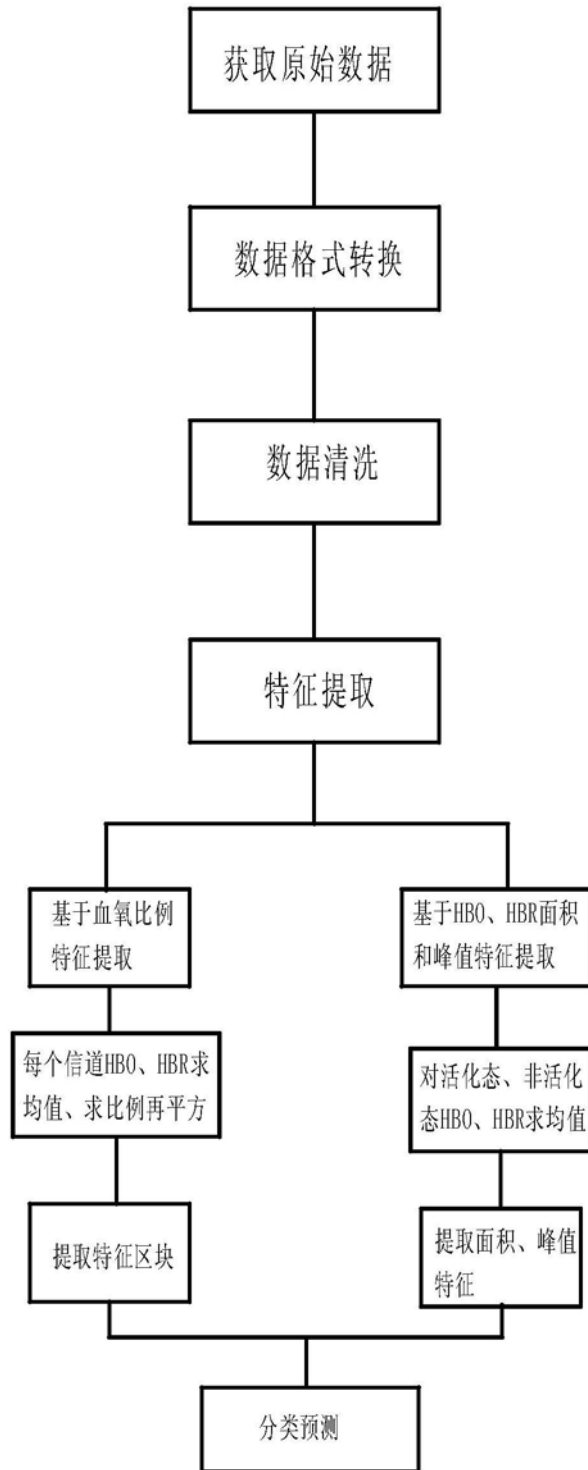 获取原始数据
数据格式转换
数据清洗
特征提取
基于血氧比例
特征提取
每个信道HBO、HBR求
均值、求比例再平方
提取特征区块
基于HBO、HBR面积
和峰值特征提取
对活化态、非活化
态HBO、HBR求均值
提取面积、峰值
特征
分类预测